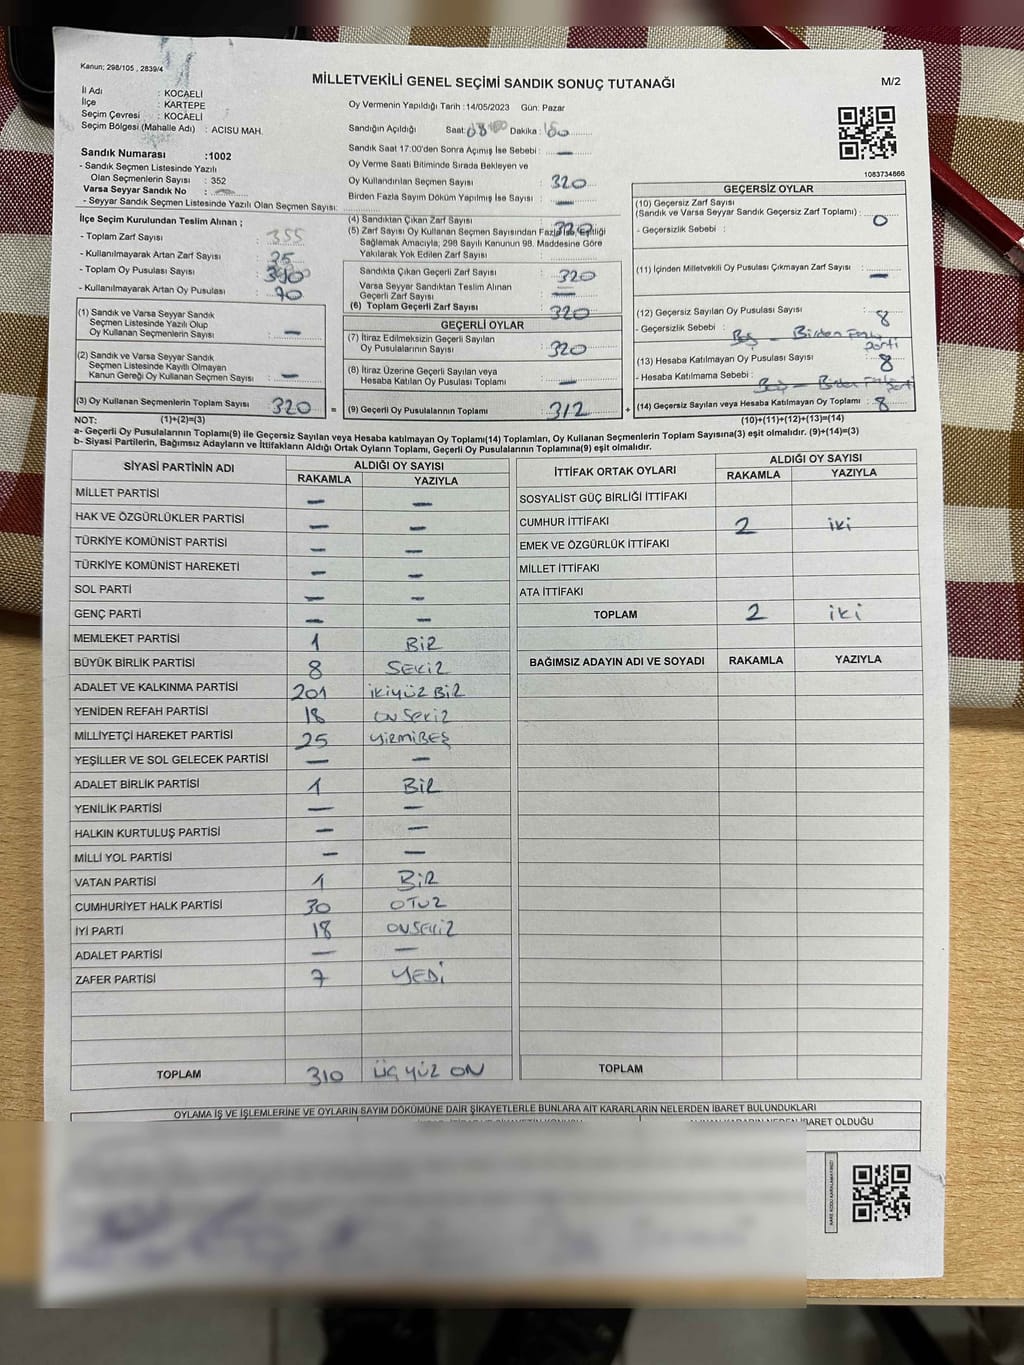 Kanun; 298/105 , 2839/4
MİLLETVEKİLİ GENEL SEÇİMİ SANDIK SONUÇ TUTANAĞI
M/2
İl Adı : KOCAELİ
İlçe : KARTEPE
Seçim Çevresi : KOCAELİ
Seçim Bölgesi (Mahalle Adı) : ACISU MAH.
Sandık Numarası :1002
- Sandık Seçmen Listesinde Yazılı
Olan Seçmenlerin Sayısı : 352
Varsa Seyyar Sandık No :
- Seyyar Sandık Seçmen Listesinde Yazılı Olan Seçmen Sayısı:
İlçe Seçim Kurulundan Teslim Alınan ;
- Toplam Zarf Sayısı : 355
- Kullanılmayarak Artan Zarf Sayısı : 35
- Toplam Oy Pusulası Sayısı :
- Kullanılmayarak Artan Oy Pusulası : 70
(1) Sandık ve Varsa Seyyar Sandık
Seçmen Listesinde Yazılı Olup
Oy Kullanan Seçmenlerin Sayısı : —
(2) Sandık ve Varsa Seyyar Sandık
Seçmen Listesinde Kayıtlı Olmayan
Kanun Gereği Oy Kullanan Seçmen Sayısı : —
(3) Oy Kullanan Seçmenlerin Toplam Sayısı : 320 =
Oy Vermenin Yapıldığı Tarih :14/05/2023 Gün: Pazar
Sandığın Açıldığı Saat: Dakika :
Sandık Saat 17:00'den Sonra Açımış İse Sebebi : —
Oy Verme Saati Bitiminde Sırada Bekleyen ve
Oy Kullandırılan Seçmen Sayısı : 320
Birden Fazla Sayım Döküm Yapılmış İse Sayısı : —
(4) Sandıktan Çıkan Zarf Sayısı : 320
(5) Zarf Sayısı Oy Kullanan Seçmen Sayısından Fazla İse, Eşitliği
Sağlamak Amacıyla, 298 Sayılı Kanunun 98. Maddesine Göre
Yakılarak Yok Edilen Zarf Sayısı :
Sandıkta Çıkan Geçerli Zarf Sayısı : 320
Varsa Seyyar Sandıktan Teslim Alınan
Geçerli Zarf Sayısı : —
(6) Toplam Geçerli Zarf Sayısı : 320
GEÇERLİ OYLAR
(7) İtiraz Edilmeksizin Geçerli Sayılan
Oy Pusulalarının Sayısı : 320
(8) İtiraz Üzerine Geçerli Sayılan veya
Hesaba Katılan Oy Pusulası Toplamı : —
(9) Geçerli Oy Pusulalarının Toplamı : 312 +
1083734866
GEÇERSİZ OYLAR
(10) Geçersiz Zarf Sayısı
(Sandık ve Varsa Seyyar Sandık Geçersiz Zarf Toplamı) : 0
- Geçersizlik Sebebi :
(11) İçinden Milletvekili Oy Pusulası Çıkmayan Zarf Sayısı : —
(12) Geçersiz Sayılan Oy Pusulası Sayısı : 8
- Geçersizlik Sebebi : Boş - Birden Fazla Parti
(13) Hesaba Katılmayan Oy Pusulası Sayısı : 8
- Hesaba Katılmama Sebebi : Boş - Birden Fazla Parti
(14) Geçersiz Sayılan veya Hesaba Katılmayan Oy Toplamı : 8
NOT: (1)+(2)=(3) (10)+(11)+(12)+(13)=(14)
a- Geçerli Oy Pusulalarının Toplamı(9) ile Geçersiz Sayılan veya Hesaba katılmayan Oy Toplamı(14) Toplamları, Oy Kullanan Seçmenlerin Toplam Sayısına(3) eşit olmalıdır. (9)+(14)=(3)
b- Siyasi Partilerin, Bağımsız Adayların ve İttifakların Aldığı Ortak Oyların Toplamı, Geçerli Oy Pusulalarının Toplamına(9) eşit olmalıdır.
SİYASİ PARTİNİN ADI ALDIĞI OY SAYISI
RAKAMLA YAZIYLA
MİLLET PARTİSİ — —
HAK VE ÖZGÜRLÜKLER PARTİSİ — —
TÜRKİYE KOMÜNİST PARTİSİ — —
TÜRKİYE KOMÜNİST HAREKETİ — —
SOL PARTİ — —
GENÇ PARTİ — —
MEMLEKET PARTİSİ 1 BİR
BÜYÜK BİRLİK PARTİSİ 8 SEKİZ
ADALET VE KALKINMA PARTİSİ 201 İKİYÜZ BİR
YENİDEN REFAH PARTİSİ 18 ON SEKİZ
MİLLİYETÇİ HAREKET PARTİSİ 25 YİRMİBEŞ
YEŞİLLER VE SOL GELECEK PARTİSİ — —
ADALET BİRLİK PARTİSİ 1 BİR
YENİLİK PARTİSİ — —
HALKIN KURTULUŞ PARTİSİ — —
MİLLİ YOL PARTİSİ — —
VATAN PARTİSİ 1 BİR
CUMHURİYET HALK PARTİSİ 30 OTUZ
İYİ PARTİ 18 ONSEKİZ
ADALET PARTİSİ — —
ZAFER PARTİSİ 7 YEDİ
TOPLAM 310 ÜÇ YÜZ ON
İTTİFAK ORTAK OYLARI ALDIĞI OY SAYISI
RAKAMLA YAZIYLA
SOSYALİST GÜÇ BİRLİĞİ İTTİFAKI
CUMHUR İTTİFAKI 2 iki
EMEK VE ÖZGÜRLÜK İTTİFAKI
MİLLET İTTİFAKI
ATA İTTİFAKI
TOPLAM 2 iki
BAĞIMSIZ ADAYIN ADI VE SOYADI RAKAMLA YAZIYLA
TOPLAM
OYLAMA İŞ VE İŞLEMLERİNE VE OYLARIN SAYIM DÖKÜMÜNE DAİR ŞİKAYETLERLE BUNLARA AİT KARARLARIN NELERDEN İBARET BULUNDUKLARI
İBARET OLDUĞU
KARE KODU KARALAMAYINIZ!